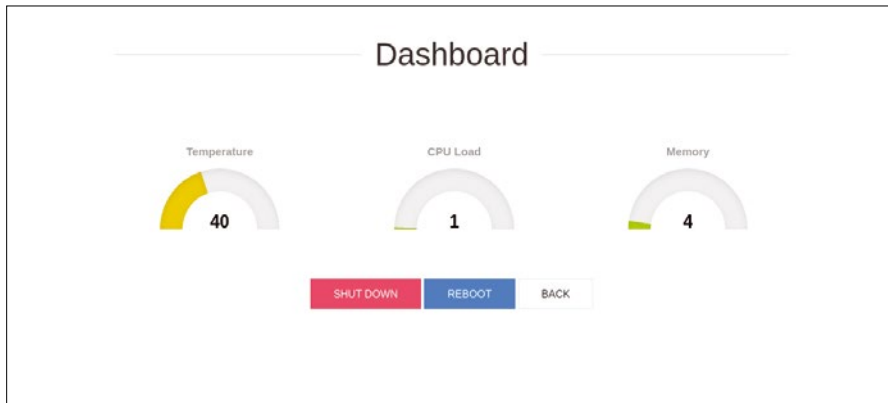 Dashboard
Temperature CPU Load Memory
40 1 4
SHUT DOWN REBOOT BACK